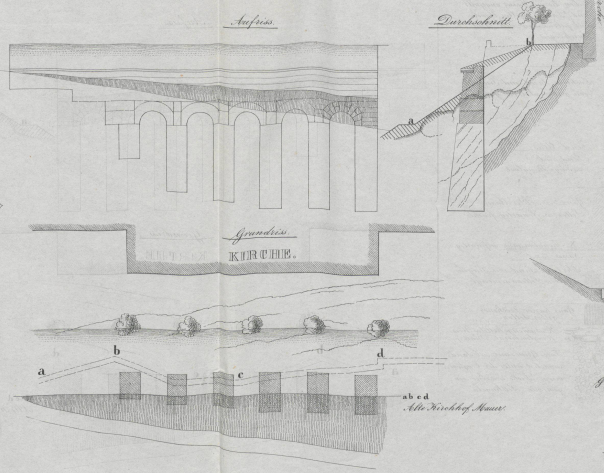 Aufriss.
Durchschnitt.
b
a
Grundriss.
KIRCHE.
a
b
c
d
a b c d
Alte Kirchhof Mauer